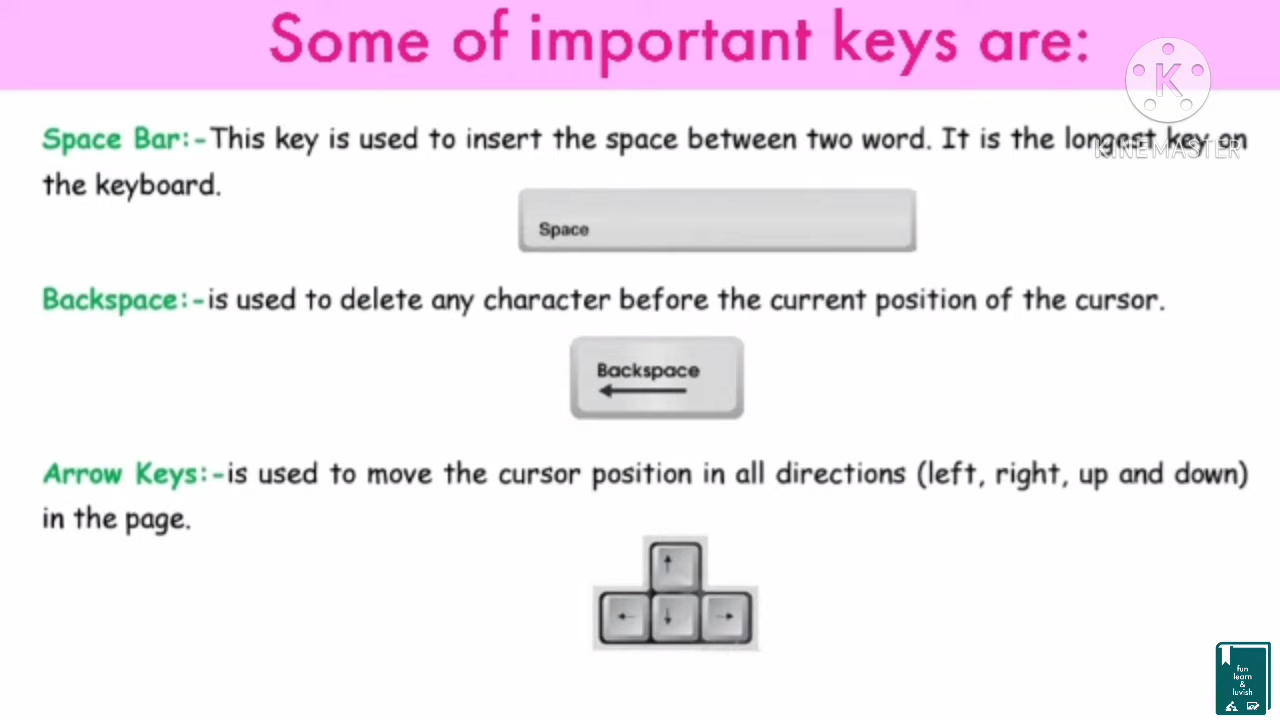 Some of important keys are:
K
KINEMASTER
Space Bar:-This key is used to insert the space between two word. It is the longest key on
the keyboard.
Space
Backspace:-is used to delete any character before the current position of the cursor.
Backspace
Arrow Keys:-is used to move the cursor position in all directions (left, right, up and down)
in the page.
fun
learn
&
luvish